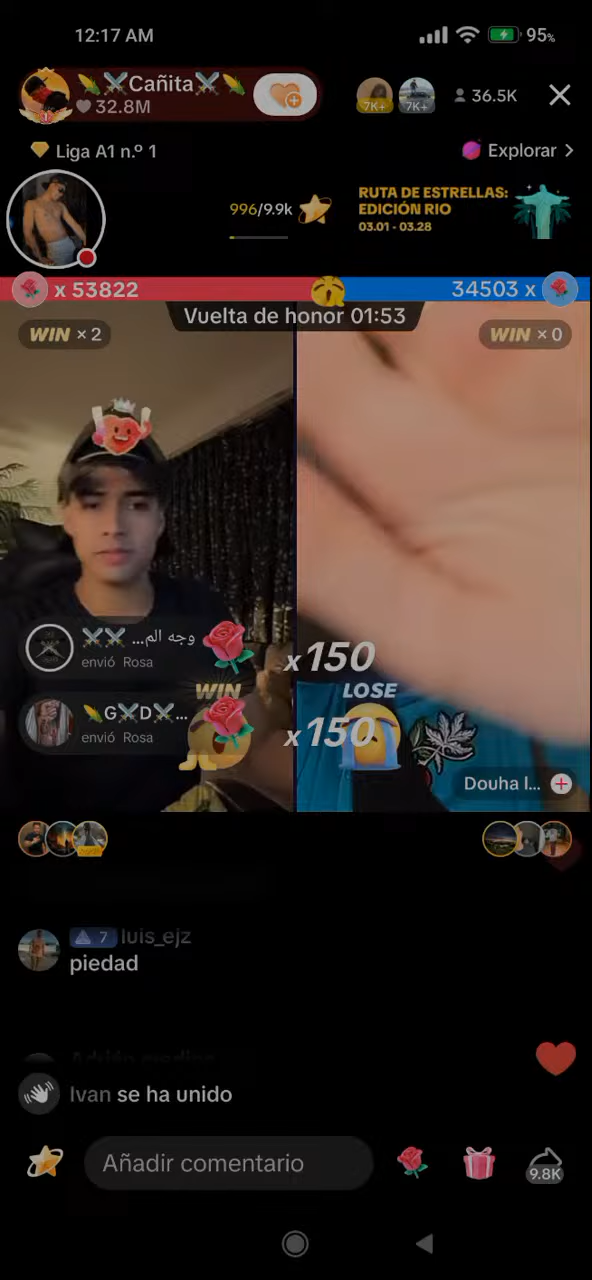 12:17 AM
95%
🌽⚔️Cañita⚔️🌽
32.8M
7K+
7K+
36.5K
Liga A1 n.º 1
Explorar >
996/9.9k
RUTA DE ESTRELLAS:
EDICIÓN RIO
03.01 - 03.28
x 53822
34503 x
Vuelta de honor 01:53
WIN × 2
WIN × 0
⚔️⚔️ ...وجه الم
envió Rosa
x150
WIN
LOSE
🌽G⚔️D⚔️...
envió Rosa
x150
Douha l...
7 luis_ejz
piedad
Ivan se ha unido
Añadir comentario
9.8K